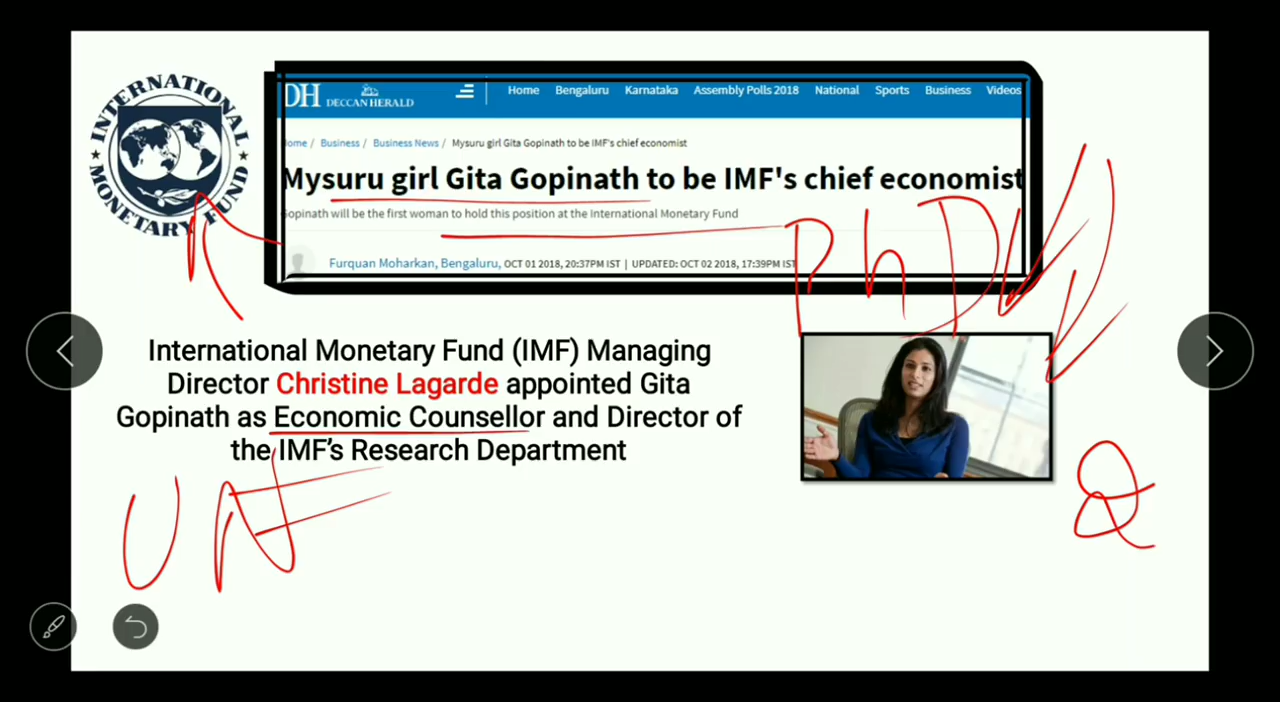 INTERNATIONAL
MONETARY FUND
DH DECCAN HERALD Home Bengaluru Karnataka Assembly Polls 2018 National Sports Business Videos
ome / Business / Business News / Mysuru girl Gita Gopinath to be IMF's chief economist
Mysuru girl Gita Gopinath to be IMF's chief economist
Gopinath will be the first woman to hold this position at the International Monetary Fund
Furquan Moharkan, Bengaluru, OCT 01 2018, 20:37PM IST | UPDATED: OCT 02 2018, 17:39PM IST
PhD
International Monetary Fund (IMF) Managing
Director Christine Lagarde appointed Gita
Gopinath as Economic Counsellor and Director of
the IMF's Research Department
UN